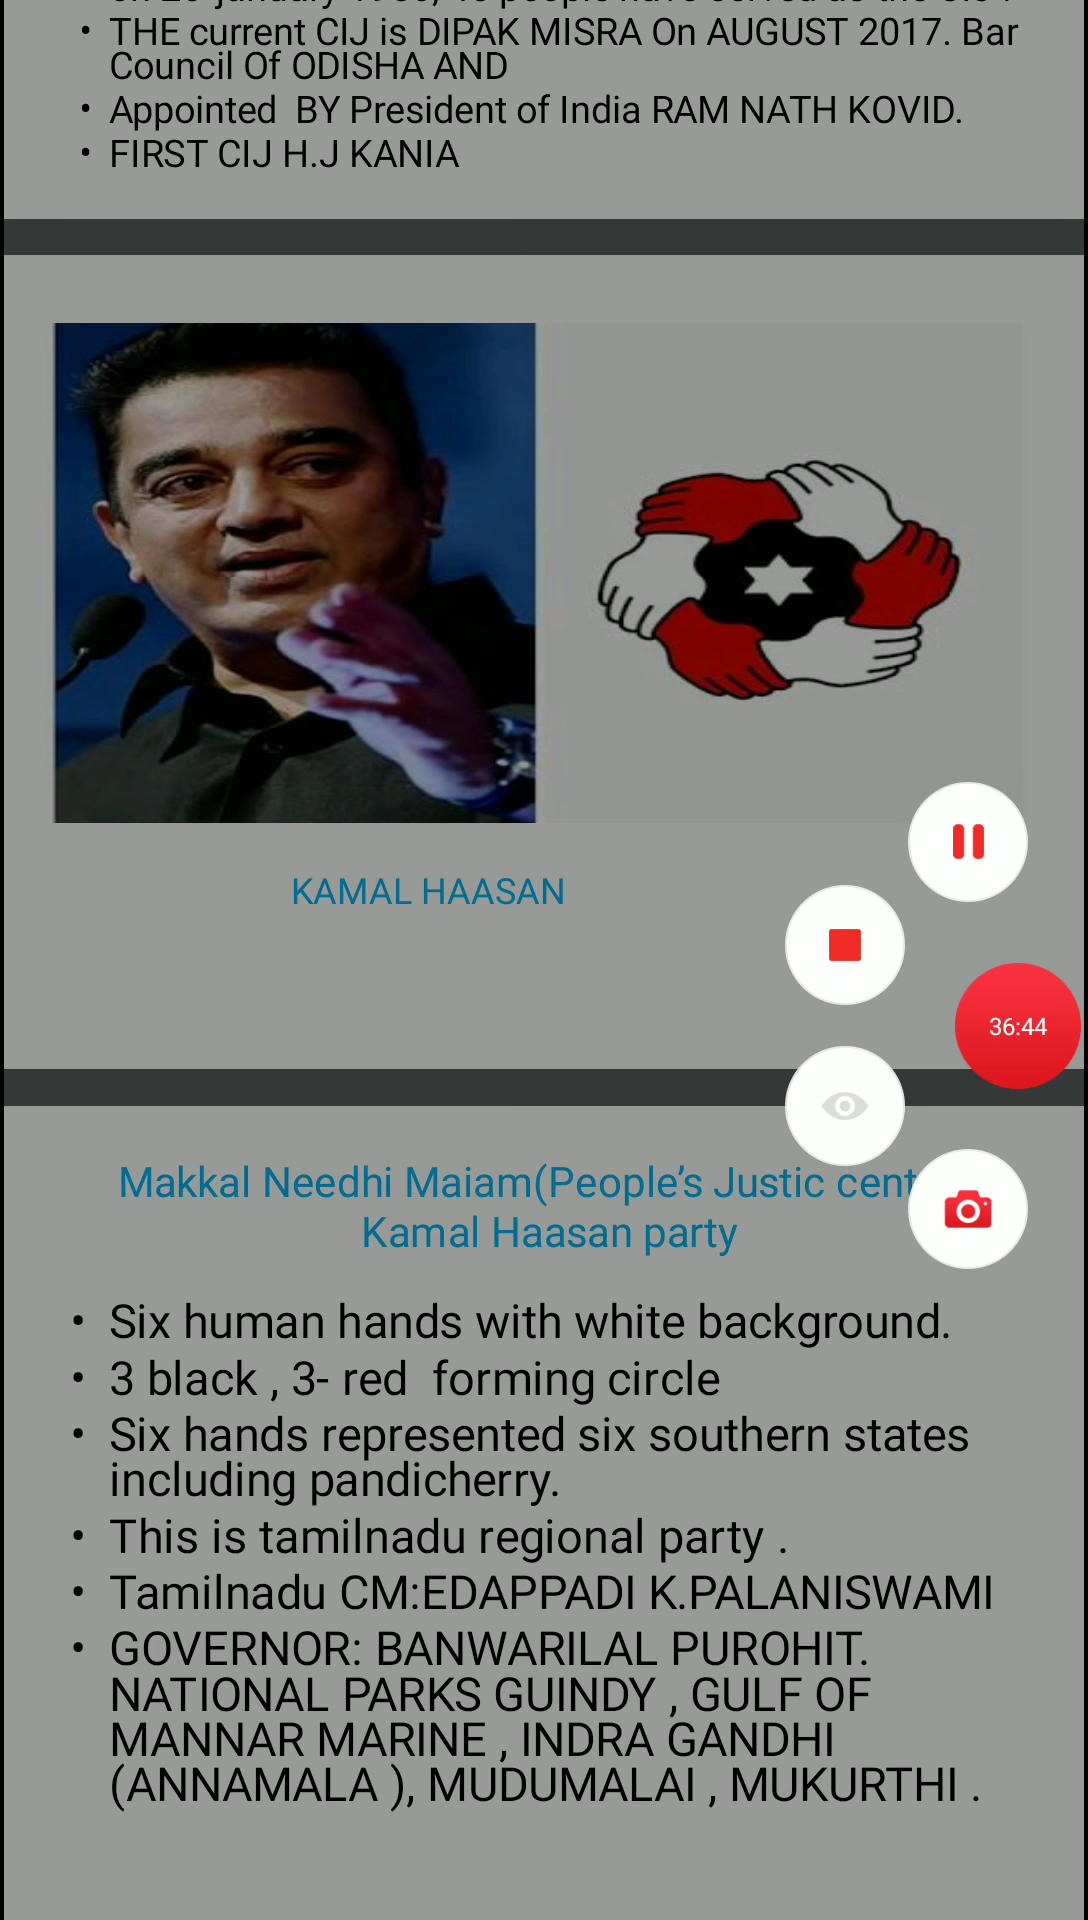 • THE current CIJ is DIPAK MISRA On AUGUST 2017. Bar
Council Of ODISHA AND
• Appointed BY President of India RAM NATH KOVID.
• FIRST CIJ H.J KANIA
KAMAL HAASAN
36:44
Makkal Needhi Maiam(People’s Justic cent
Kamal Haasan party
• Six human hands with white background.
• 3 black , 3- red forming circle
• Six hands represented six southern states
including pandicherry.
• This is tamilnadu regional party .
• Tamilnadu CM:EDAPPADI K.PALANISWAMI
• GOVERNOR: BANWARILAL PUROHIT.
NATIONAL PARKS GUINDY , GULF OF
MANNAR MARINE , INDRA GANDHI
(ANNAMALA ), MUDUMALAI , MUKURTHI .